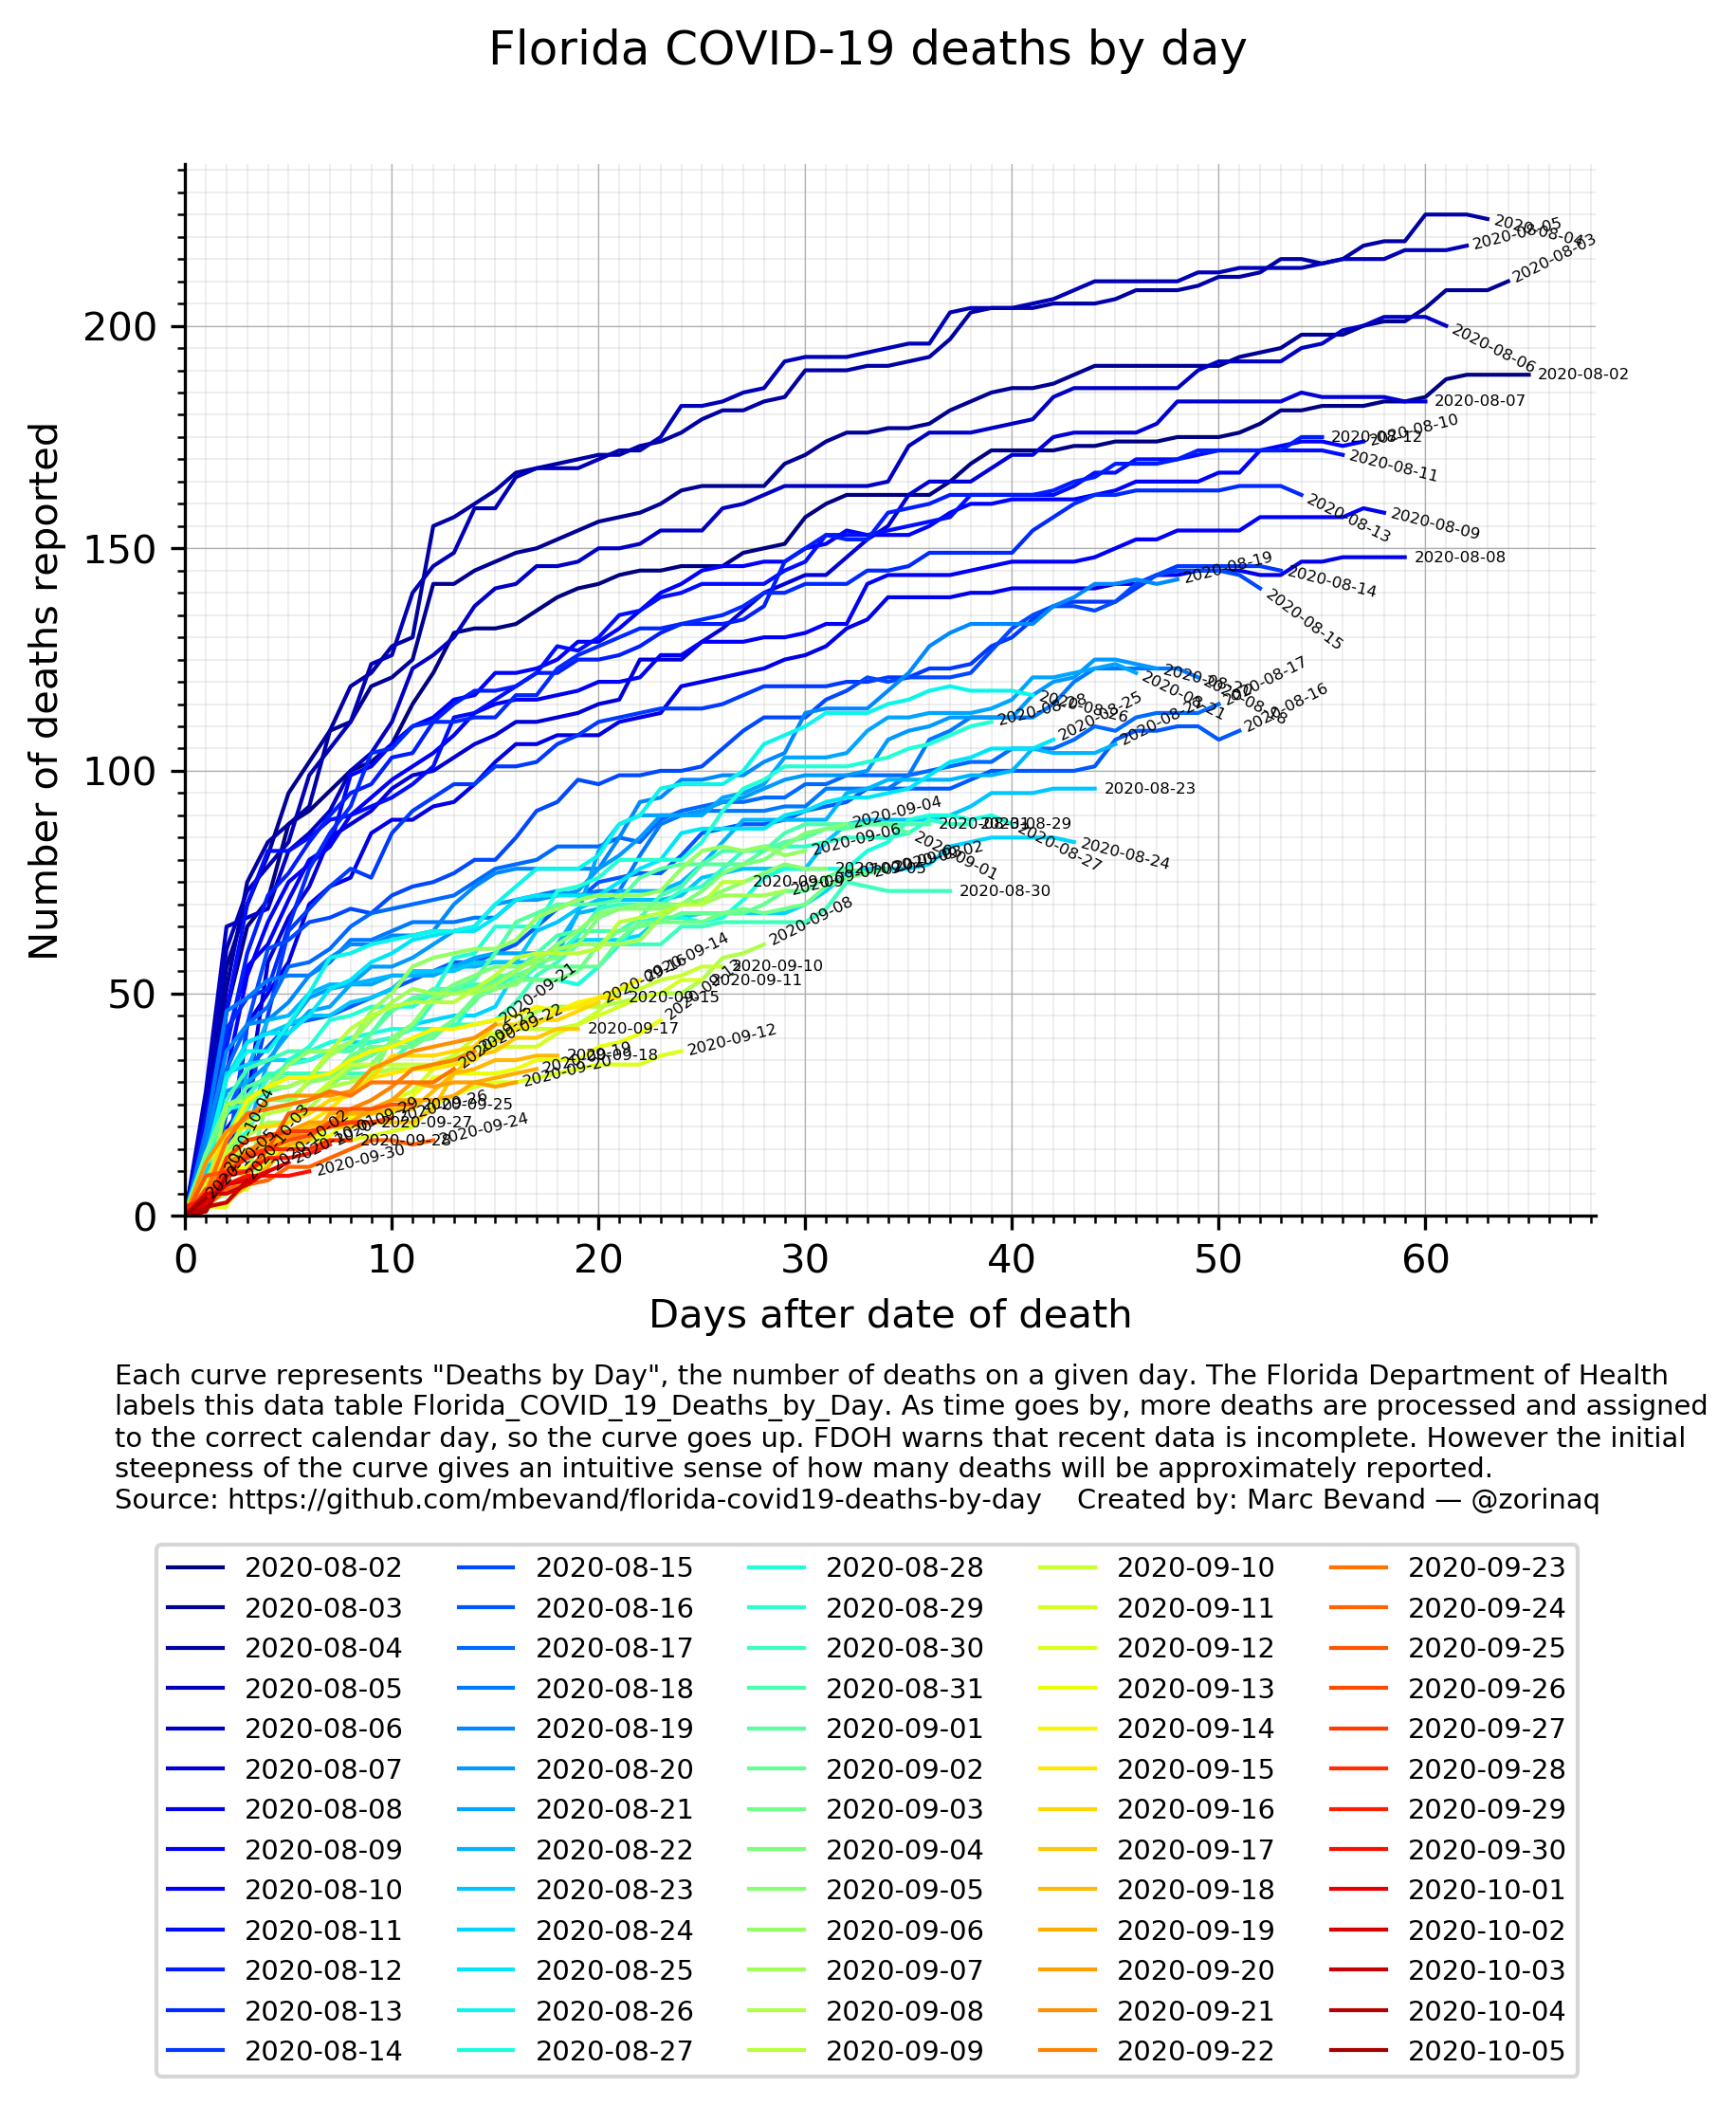 Florida COVID-19 deaths by day
Number of deaths reported
200
150
100
50
0
0 10 20 30 40 50 60
Days after date of death
2020-08-03
2020-08-06
2020-08-02
2020-08-07
2020-08-10
2020-08-12
2020-08-11
2020-08-13
2020-08-09
2020-08-08
2020-08-19
2020-08-14
2020-08-15
2020-08-17
2020-08-16
2020-08-25
2020-08-23
2020-08-24
2020-08-27
2020-08-29
2020-08-30
2020-09-04
2020-09-06
2020-09-01
2020-09-08
2020-09-14
2020-09-10
2020-09-11
2020-09-15
2020-09-12
2020-09-21
2020-09-22
2020-09-17
2020-09-18
2020-09-20
2020-09-25
2020-09-27
2020-09-24
2020-09-28
2020-09-30
2020-10-04
2020-10-03
2020-10-02
Each curve represents "Deaths by Day", the number of deaths on a given day. The Florida Department of Health
labels this data table Florida_COVID_19_Deaths_by_Day. As time goes by, more deaths are processed and assigned
to the correct calendar day, so the curve goes up. FDOH warns that recent data is incomplete. However the initial
steepness of the curve gives an intuitive sense of how many deaths will be approximately reported.
Source: https://github.com/mbevand/florida-covid19-deaths-by-day Created by: Marc Bevand — @zorinaq
2020-08-02 2020-08-15 2020-08-28 2020-09-10 2020-09-23
2020-08-03 2020-08-16 2020-08-29 2020-09-11 2020-09-24
2020-08-04 2020-08-17 2020-08-30 2020-09-12 2020-09-25
2020-08-05 2020-08-18 2020-08-31 2020-09-13 2020-09-26
2020-08-06 2020-08-19 2020-09-01 2020-09-14 2020-09-27
2020-08-07 2020-08-20 2020-09-02 2020-09-15 2020-09-28
2020-08-08 2020-08-21 2020-09-03 2020-09-16 2020-09-29
2020-08-09 2020-08-22 2020-09-04 2020-09-17 2020-09-30
2020-08-10 2020-08-23 2020-09-05 2020-09-18 2020-10-01
2020-08-11 2020-08-24 2020-09-06 2020-09-19 2020-10-02
2020-08-12 2020-08-25 2020-09-07 2020-09-20 2020-10-03
2020-08-13 2020-08-26 2020-09-08 2020-09-21 2020-10-04
2020-08-14 2020-08-27 2020-09-09 2020-09-22 2020-10-05